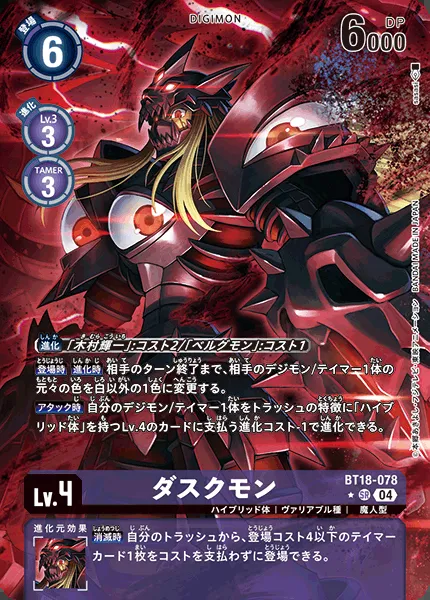 DIGIMON
登場
6
DP
6000
進化
Lv.3
3
TAMER
3
BANDAI MADE IN JAPAN
進化 「木村輝一」:コスト2/「ベルグモン」:コスト1
登場時 進化時 相手のターン終了まで、相手のデジモン/テイマー1体の
元々の色を白以外の1色に変更する。
アタック時 自分のデジモン/テイマー1体をトラッシュの特徴に「ハイブ
リッド体」を持つLv.4のカードに支払う進化コスト-1で進化できる。
Lv.4
ダスクモン
BT18-078
SR 04
ハイブリッド体 | ヴァリアブル種 | 魔人型
進化元効果
消滅時 自分のトラッシュから、登場コスト4以下のテイマー
カード1枚をコストを支払わずに登場できる。